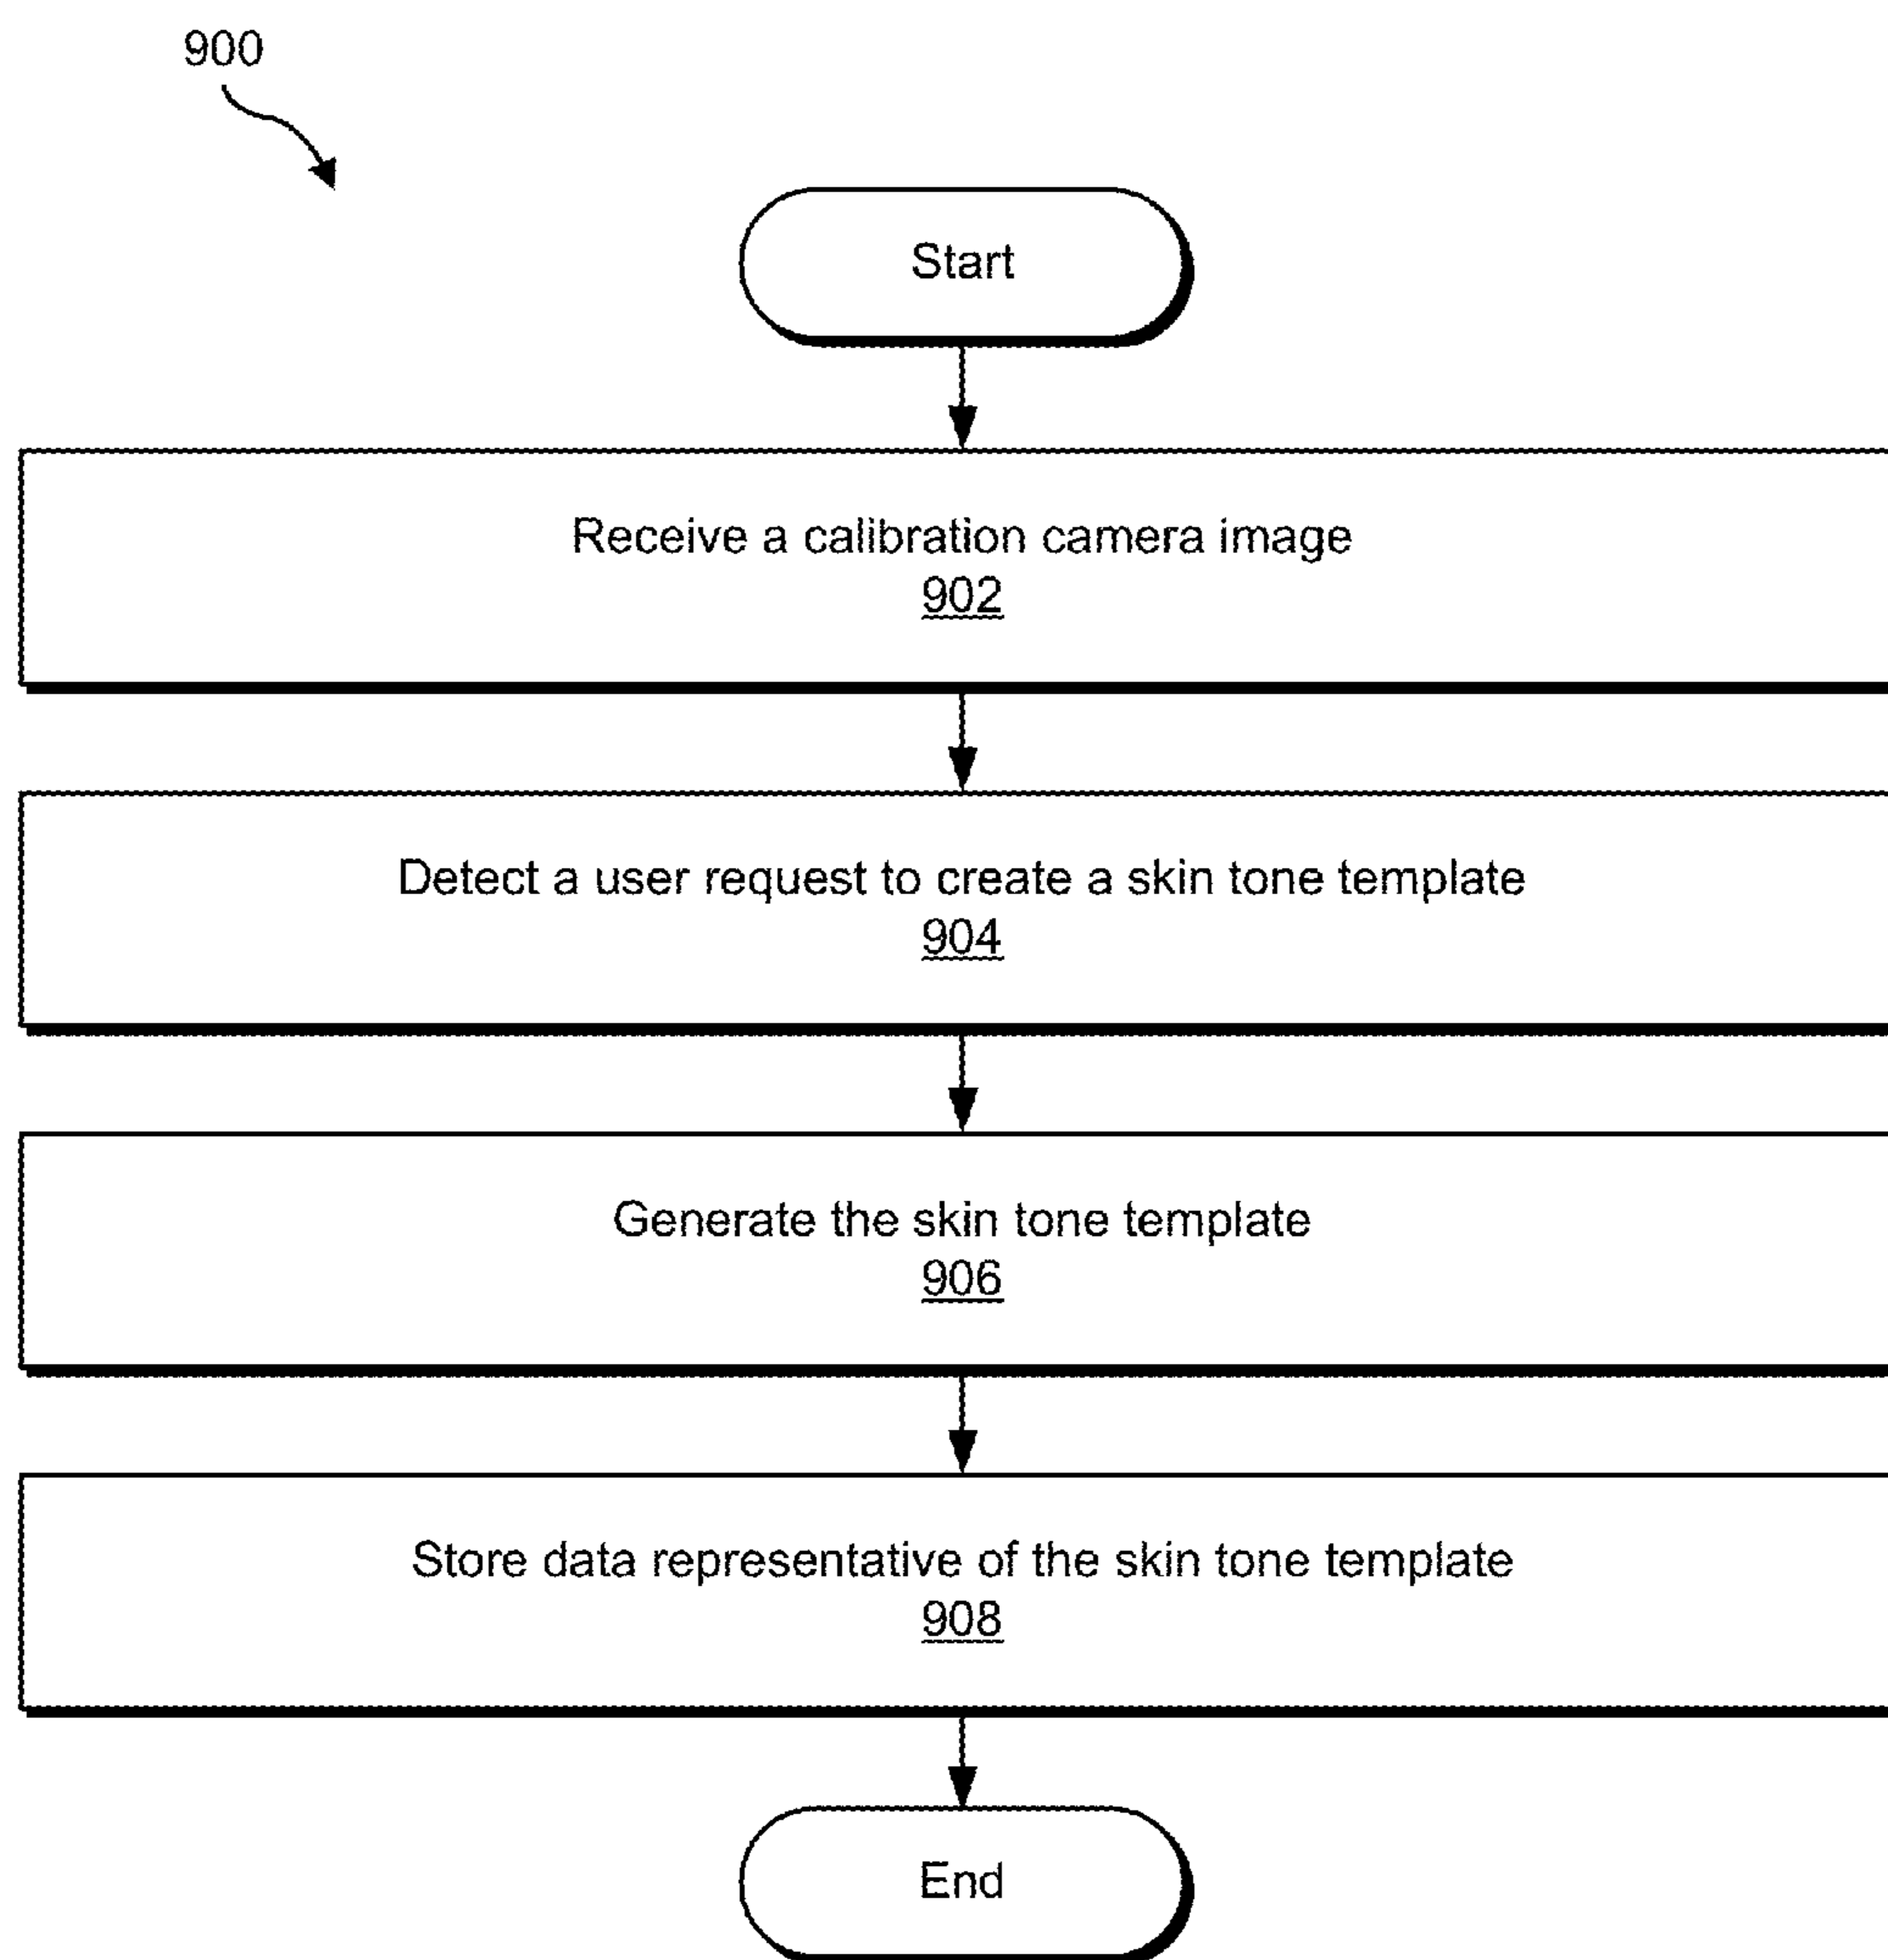 900
Start
Receive a calibration camera image
902
Detect a user request to create a skin tone template
904
Generate the skin tone template
906
Store data representative of the skin tone template
908
End